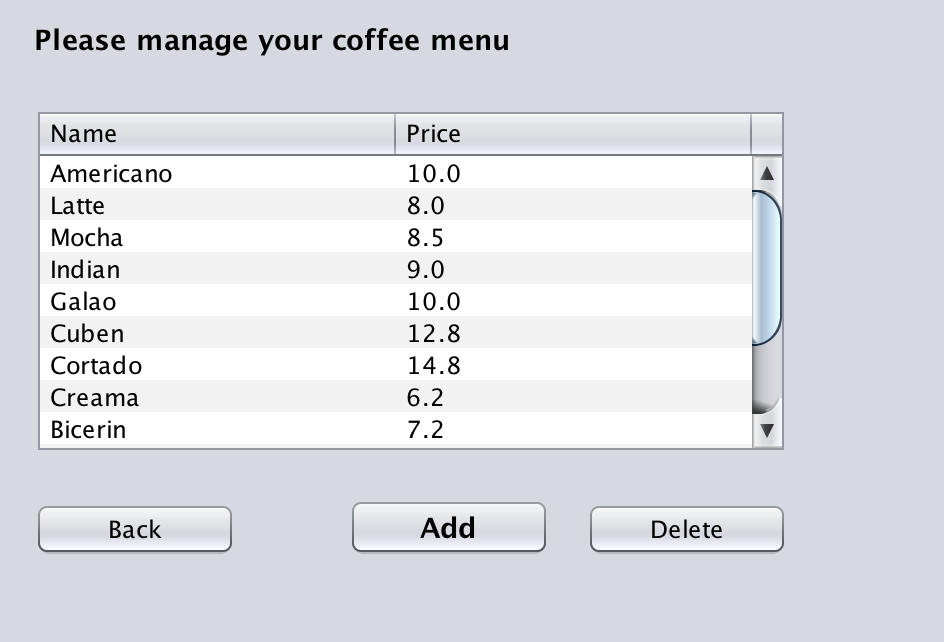 Please manage your coffee menu
Name Price
Americano 10.0
Latte 8.0
Mocha 8.5
Indian 9.0
Galao 10.0
Cuben 12.8
Cortado 14.8
Creama 6.2
Bicerin 7.2
Back Add Delete